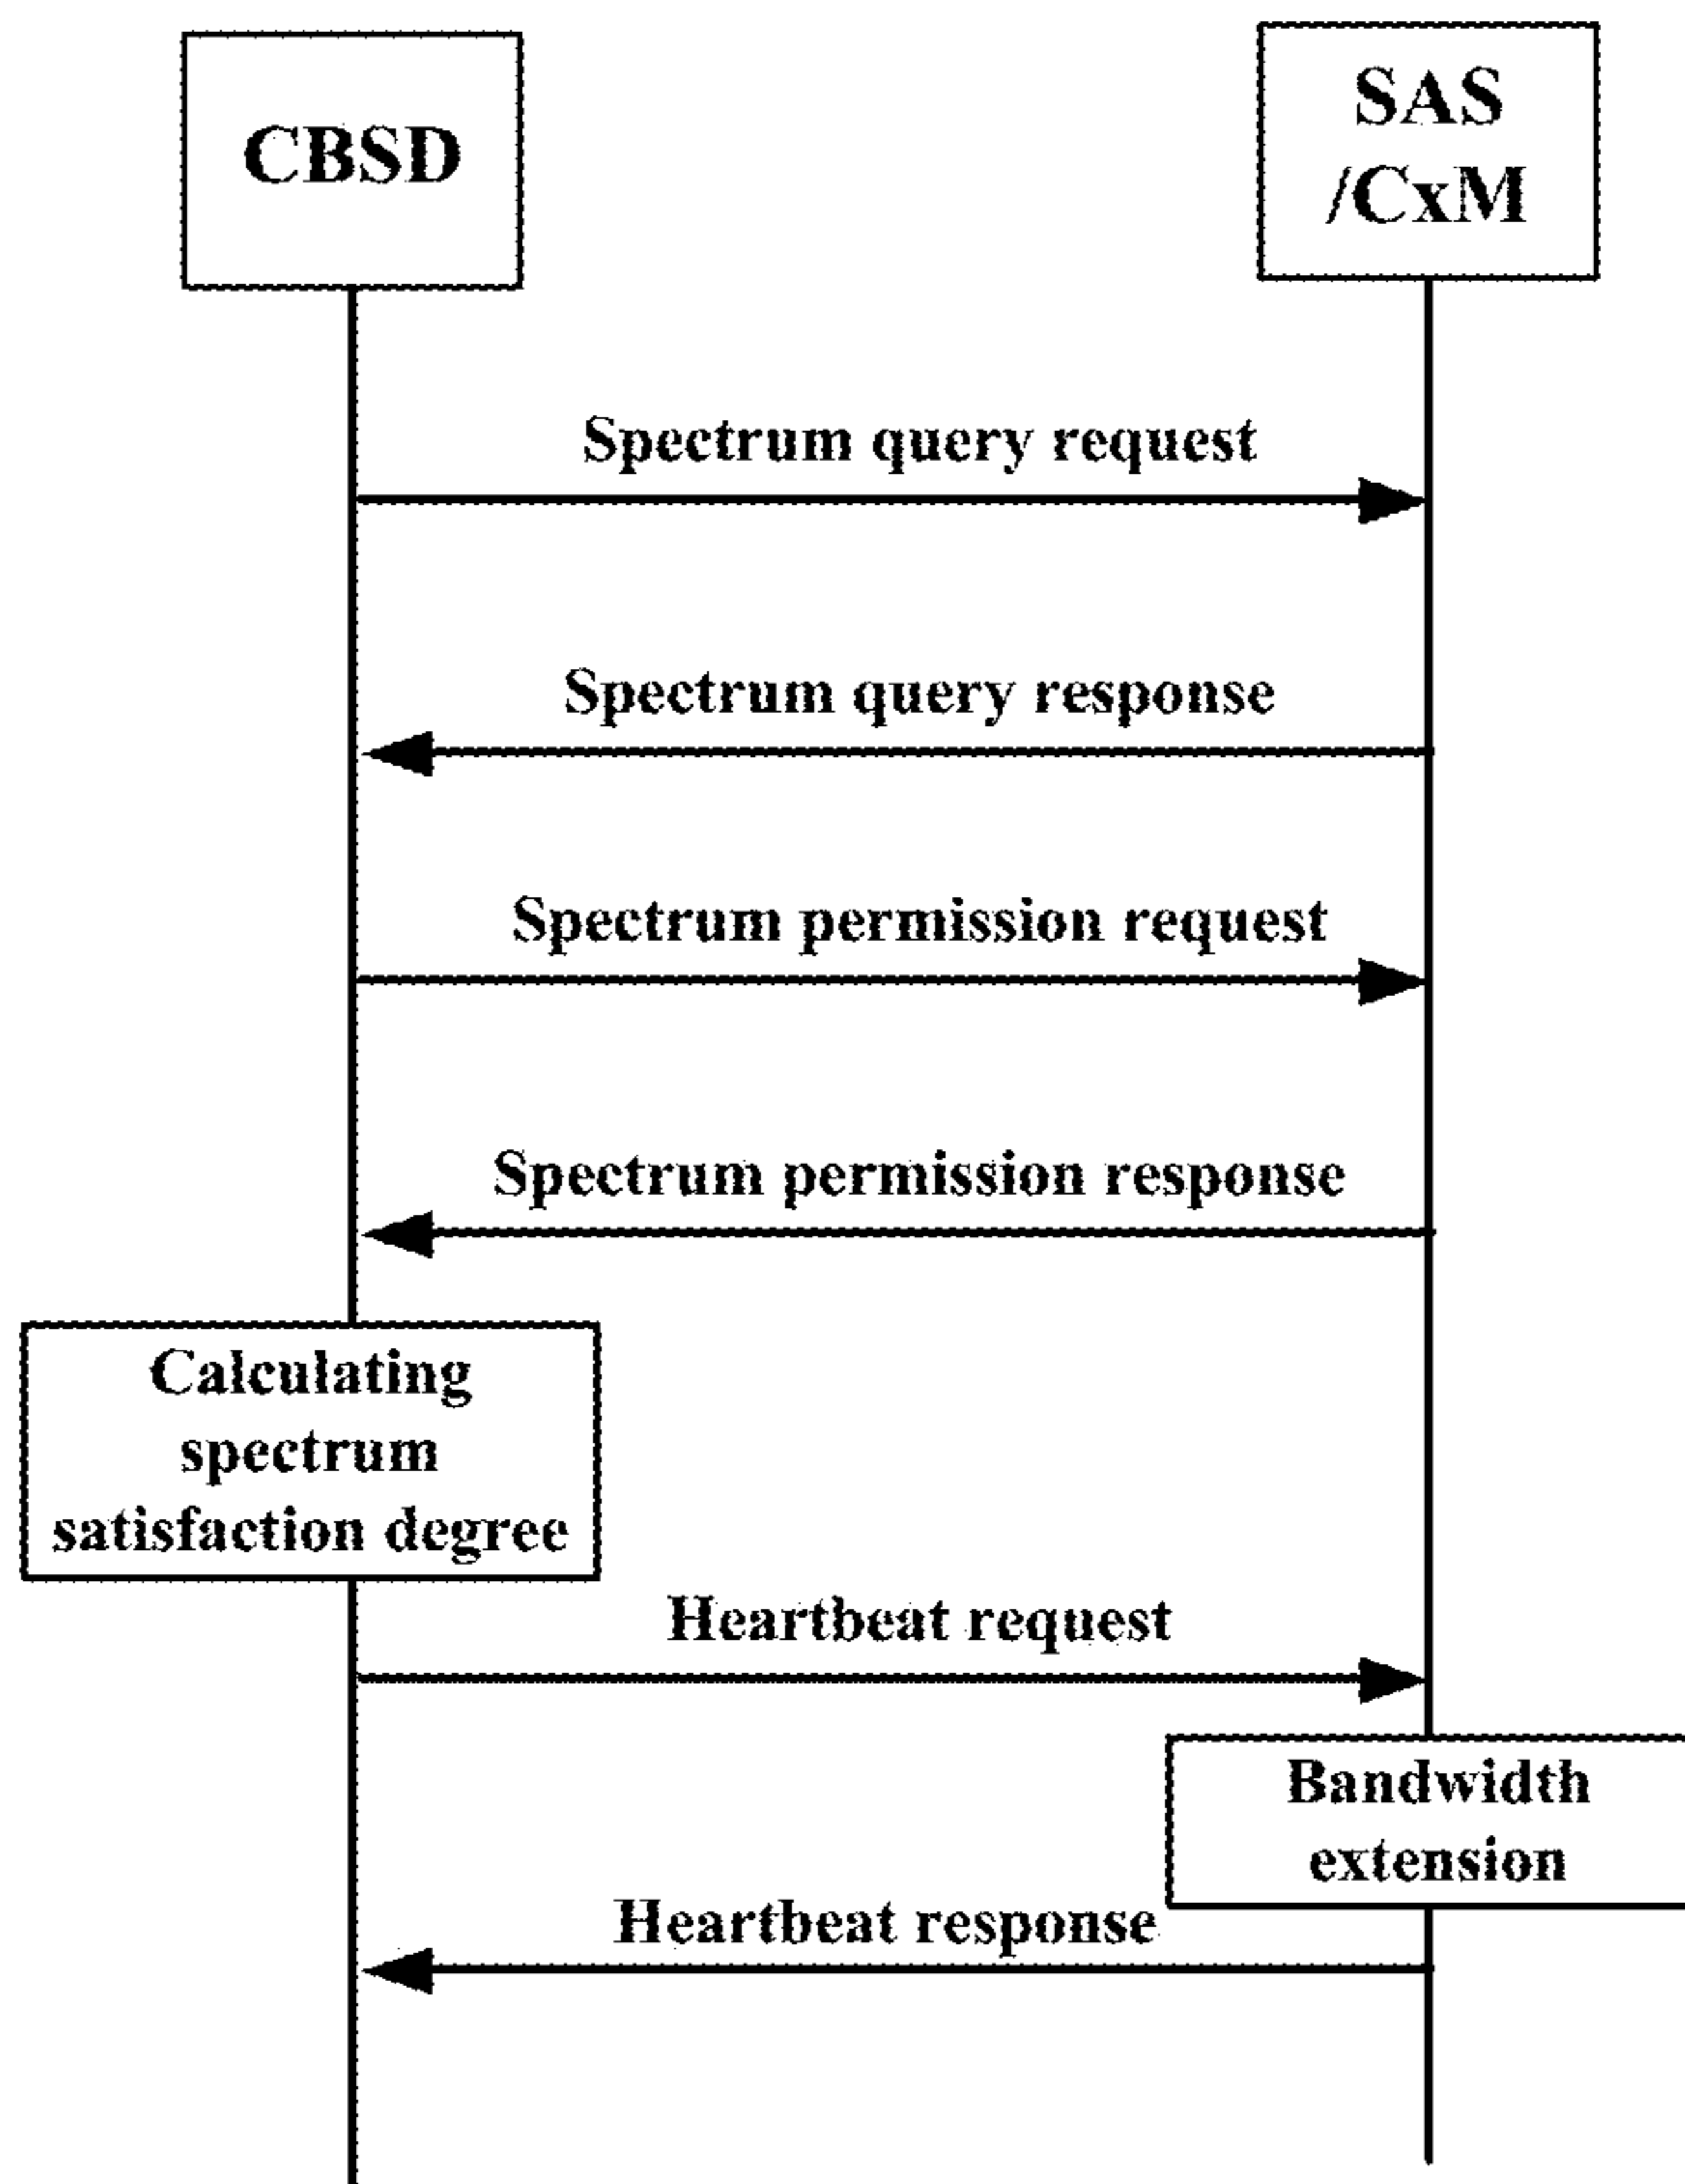 CBSD
SAS
/CxM
Spectrum query request
Spectrum query response
Spectrum permission request
Spectrum permission response
Calculating
spectrum
satisfaction degree
Heartbeat request
Bandwidth
extension
Heartbeat response